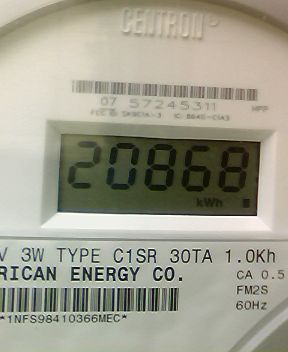 CENTRON®
07 57245311
20868
kWh
V 3W TYPE C1SR 30TA 1.0Kh
RICAN ENERGY CO.
CA 0.5
FM2S
60Hz
*1NFS98410366MEC*